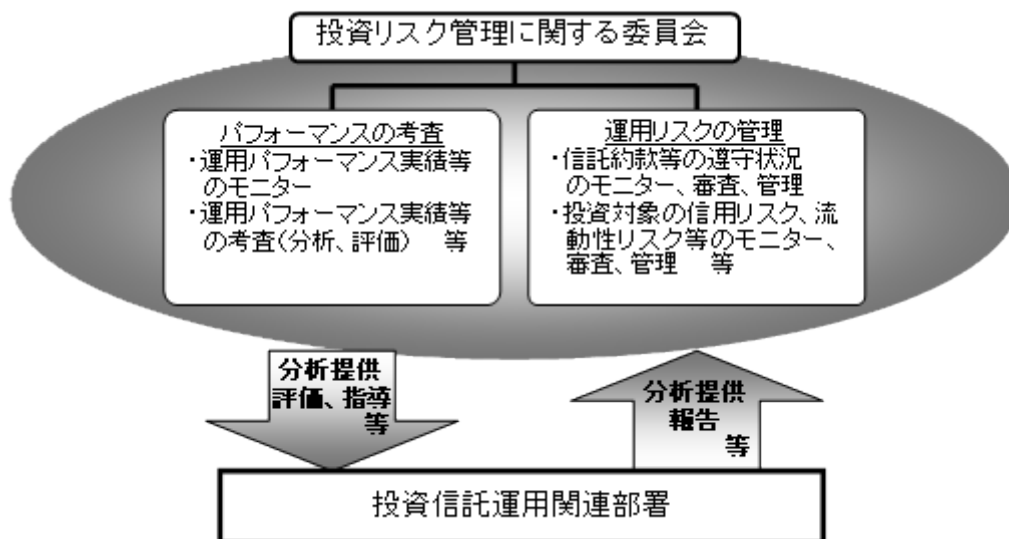 投資リスク管理に関する委員会
パフォーマンスの考査
・運用パフォーマンス実績等
のモニター
・運用パフォーマンス実績等
の考査(分析、評価)　等
運用リスクの管理
・信託約款等の遵守状況
のモニター、審査、管理
・投資対象の信用リスク、流
動性リスク等のモニター、
審査、管理　等
分析提供
評価、指導
等
分析提供
報告
等
投資信託運用関連部署